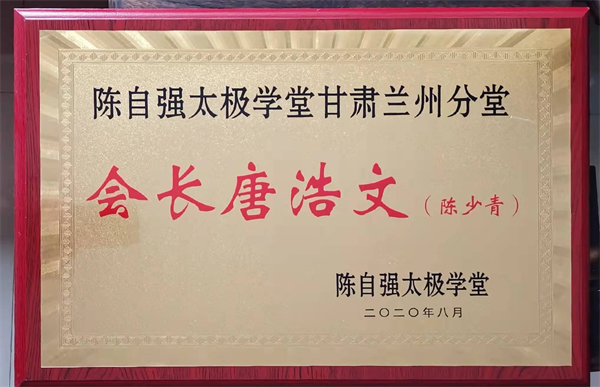 陈自强太极学堂甘肃兰州分堂
会长唐浩文（陈少青）
陈自强太极学堂
二〇二〇年八月